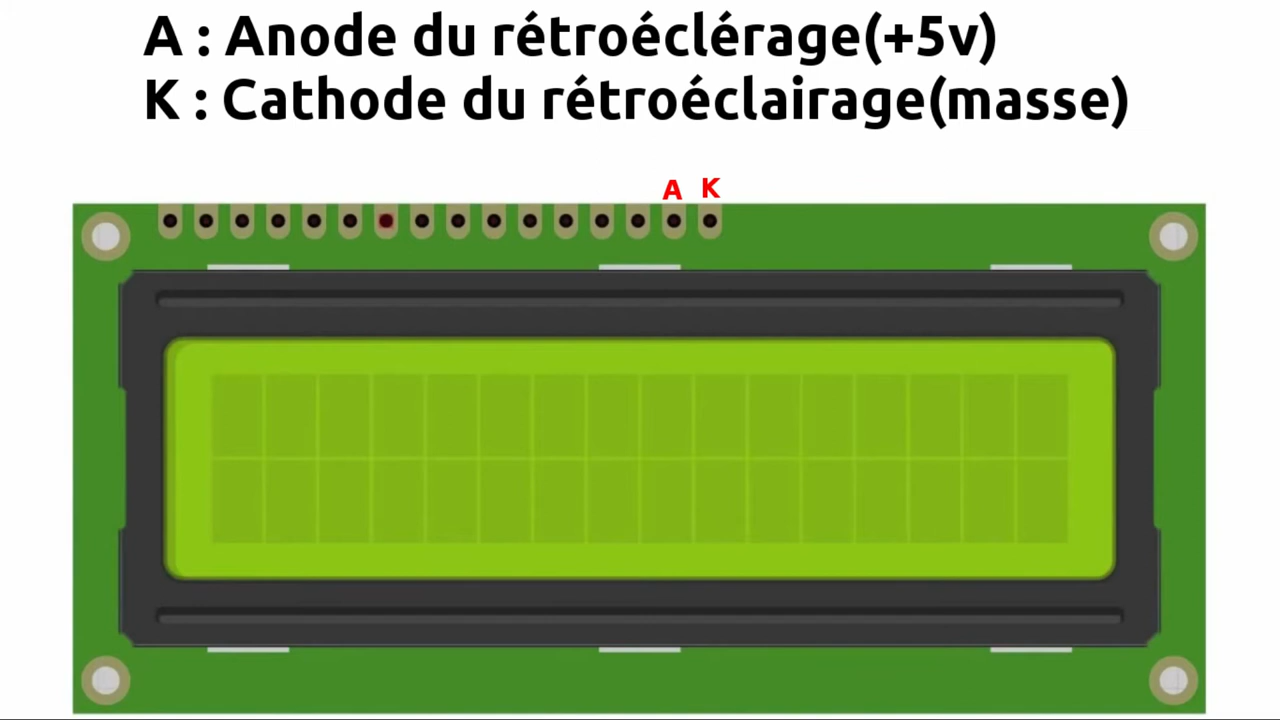 A : Anode du rétroéclérage(+5v)
K : Cathode du rétroéclairage(masse)
A K